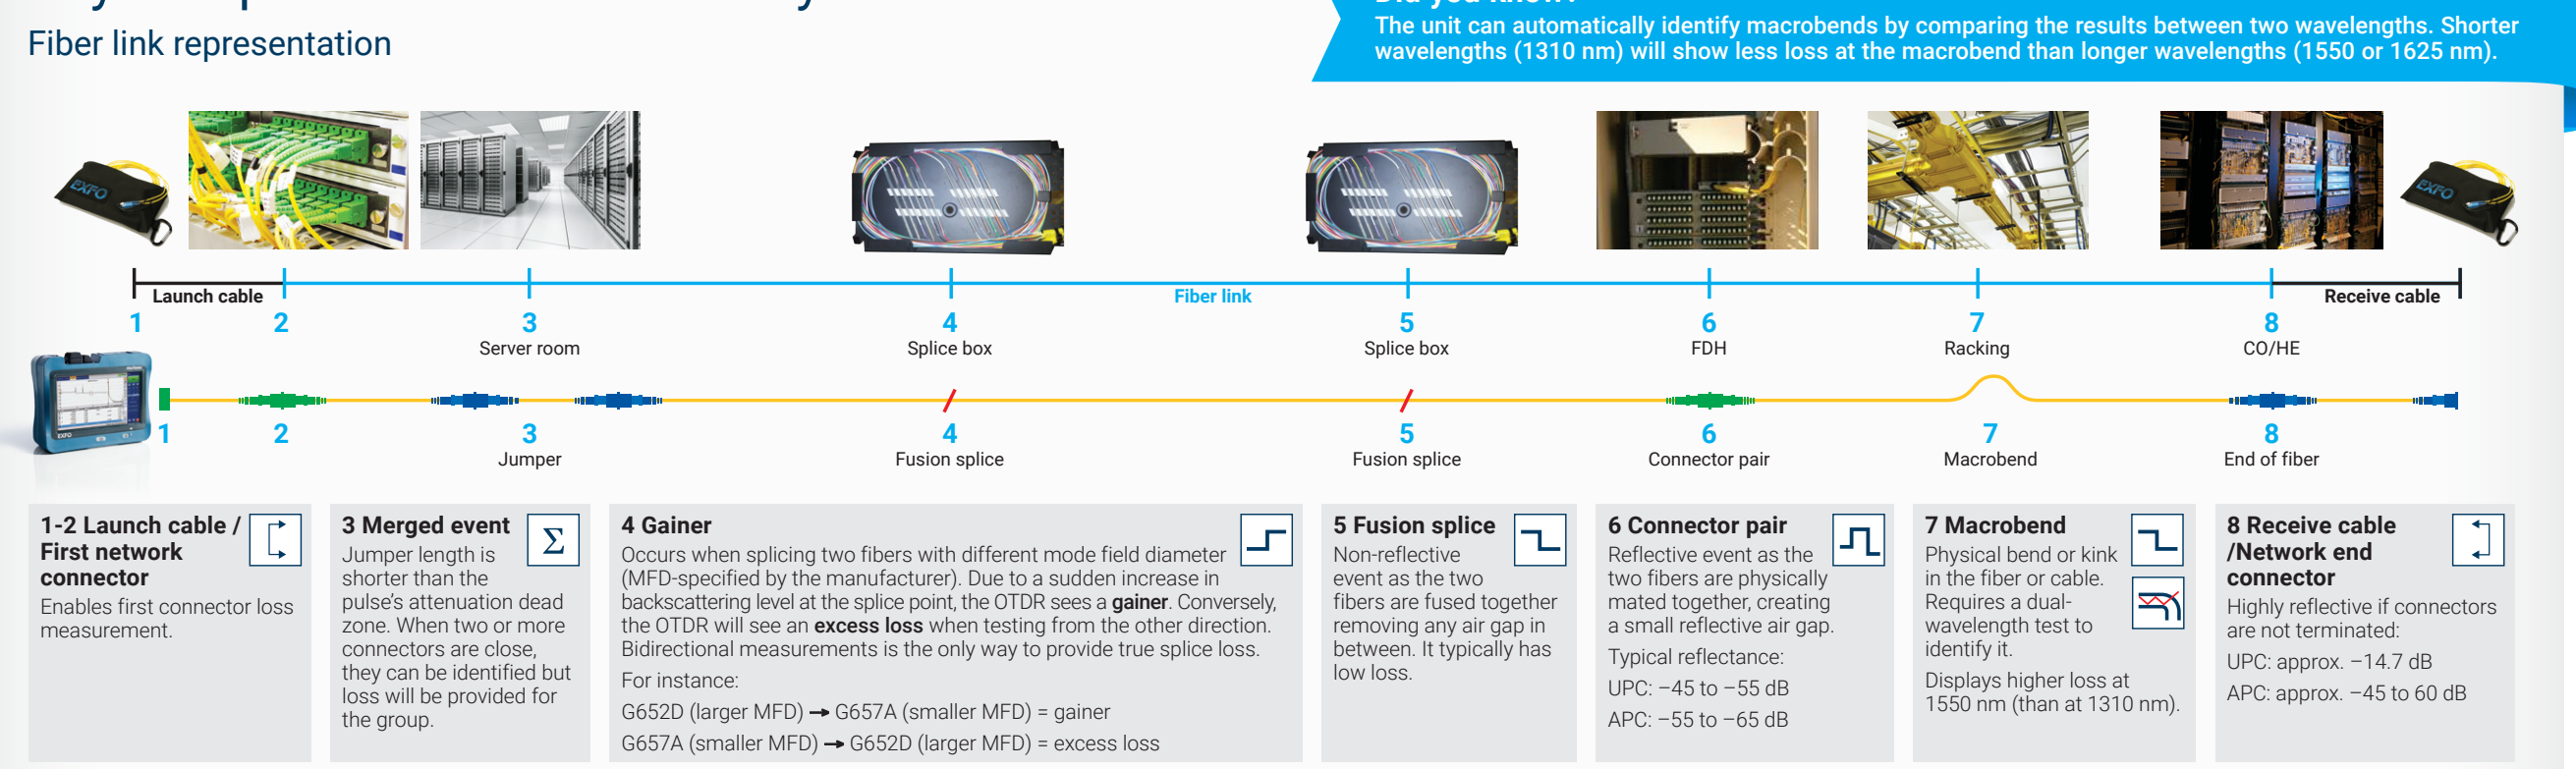 Fiber link representation
The unit can automatically identify macrobends by comparing the results between two wavelengths. Shorter
wavelengths (1310 nm) will show less loss at the macrobend than longer wavelengths (1550 or 1625 nm).
EXFO
EXFO
Launch cable
Fiber link
Receive cable
1
2
3
4
5
6
7
8
Server room
Splice box
Splice box
FDH
Racking
CO/HE
EXFO
1
2
3
4
5
6
7
8
Jumper
Fusion splice
Fusion splice
Connector pair
Macrobend
End of fiber
1-2 Launch cable /
First network
connector
Enables first connector loss
measurement.
3 Merged event
Σ
Jumper length is
shorter than the
pulse’s attenuation dead
zone. When two or more
connectors are close,
they can be identified but
loss will be provided for
the group.
4 Gainer
Occurs when splicing two fibers with different mode field diameter
(MFD-specified by the manufacturer). Due to a sudden increase in
backscattering level at the splice point, the OTDR sees a gainer. Conversely,
the OTDR will see an excess loss when testing from the other direction.
Bidirectional measurements is the only way to provide true splice loss.
For instance:
G652D (larger MFD) → G657A (smaller MFD) = gainer
G657A (smaller MFD) → G652D (larger MFD) = excess loss
5 Fusion splice
Non-reflective
event as the two
fibers are fused together
removing any air gap in
between. It typically has
low loss.
6 Connector pair
Reflective event as the
two fibers are physically
mated together, creating
a small reflective air gap.
Typical reflectance:
UPC: −45 to −55 dB
APC: −55 to −65 dB
7 Macrobend
Physical bend or kink
in the fiber or cable.
Requires a dual-
wavelength test to
identify it.
Displays higher loss at
1550 nm (than at 1310 nm).
8 Receive cable
/Network end
connector
Highly reflective if connectors
are not terminated:
UPC: approx. −14.7 dB
APC: approx. −45 to 60 dB